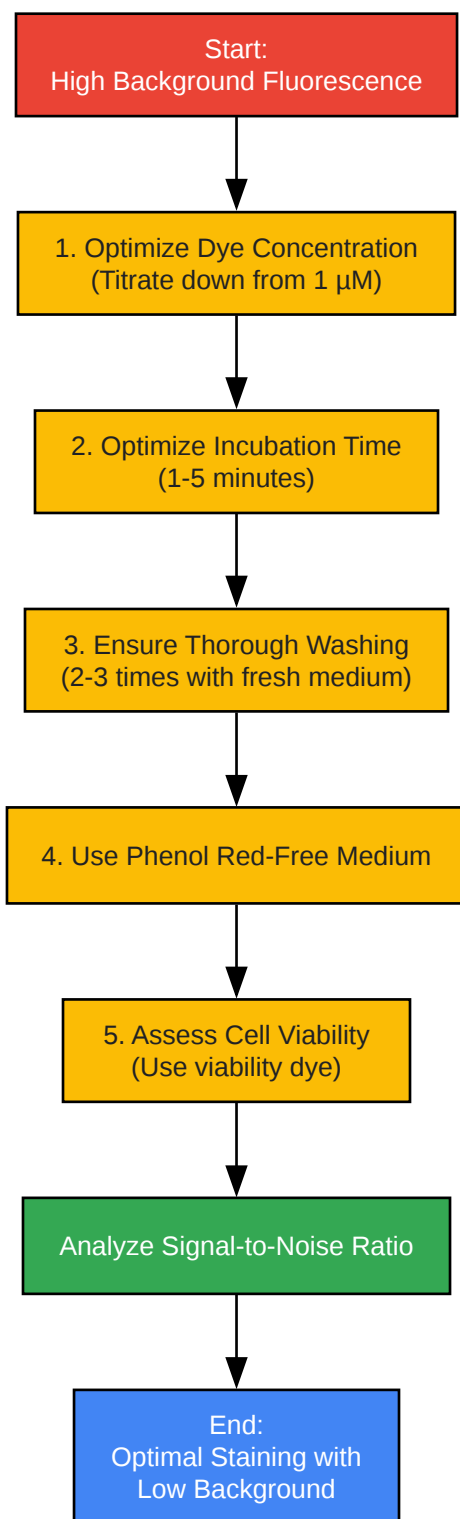 Start:
High Background Fluorescence
1. Optimize Dye Concentration
(Titrate down from 1 µM)
2. Optimize Incubation Time
(1-5 minutes)
3. Ensure Thorough Washing
(2-3 times with fresh medium)
4. Use Phenol Red-Free Medium
5. Assess Cell Viability
(Use viability dye)
Analyze Signal-to-Noise Ratio
End:
Optimal Staining with
Low Background